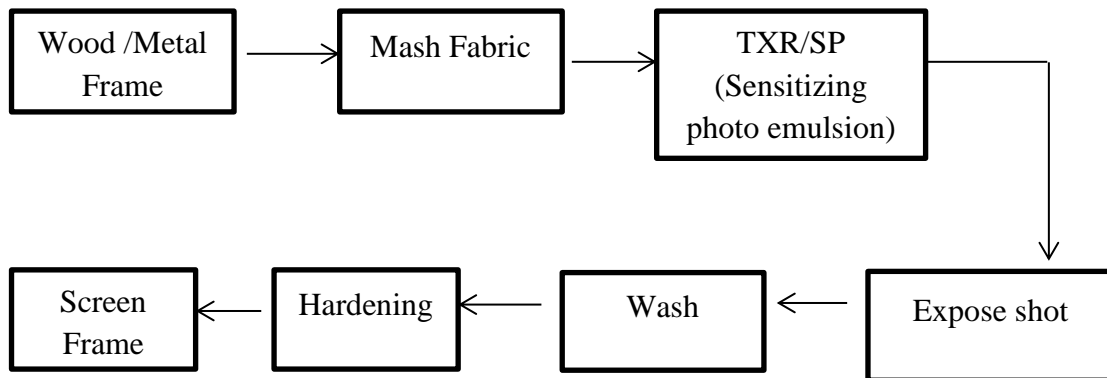 Wood /Metal
Frame
Mash Fabric
TXR/SP
(Sensitizing
photo emulsion)
Expose shot
Wash
Hardening
Screen
Frame